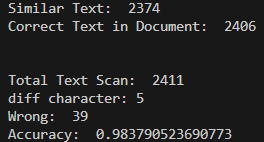 Similar Text:  2374
Correct Text in Document:  2406
Total Text Scan:  2411
diff character: 5
Wrong:  39
Accuracy:  0.983790523690773